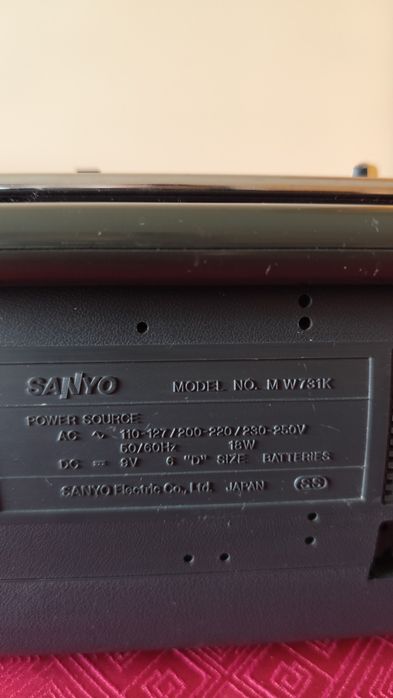 SANYO MODEL NO. M W731K
POWER SOURCE
AC ～ 110-127/200-220/230-250V
50/60Hz 18W
DC ⎓ 9V 6 "D" SIZE BATTERIES
SANYO Electric Co., Ltd. JAPAN SS